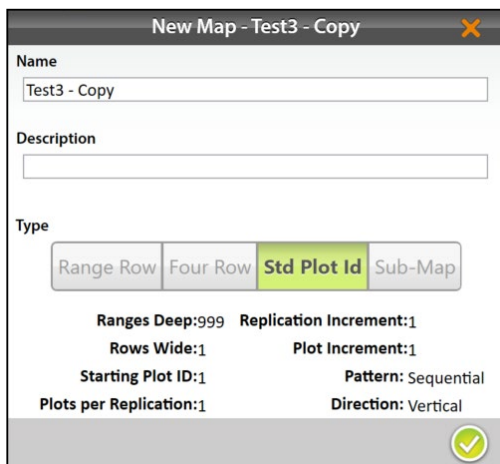 New Map - Test3 - Copy
Name
Test3 - Copy
Description
Type
Range Row Four Row Std Plot Id Sub-Map
Ranges Deep:999 Replication Increment:1
Rows Wide:1 Plot Increment:1
Starting Plot ID:1 Pattern: Sequential
Plots per Replication:1 Direction: Vertical